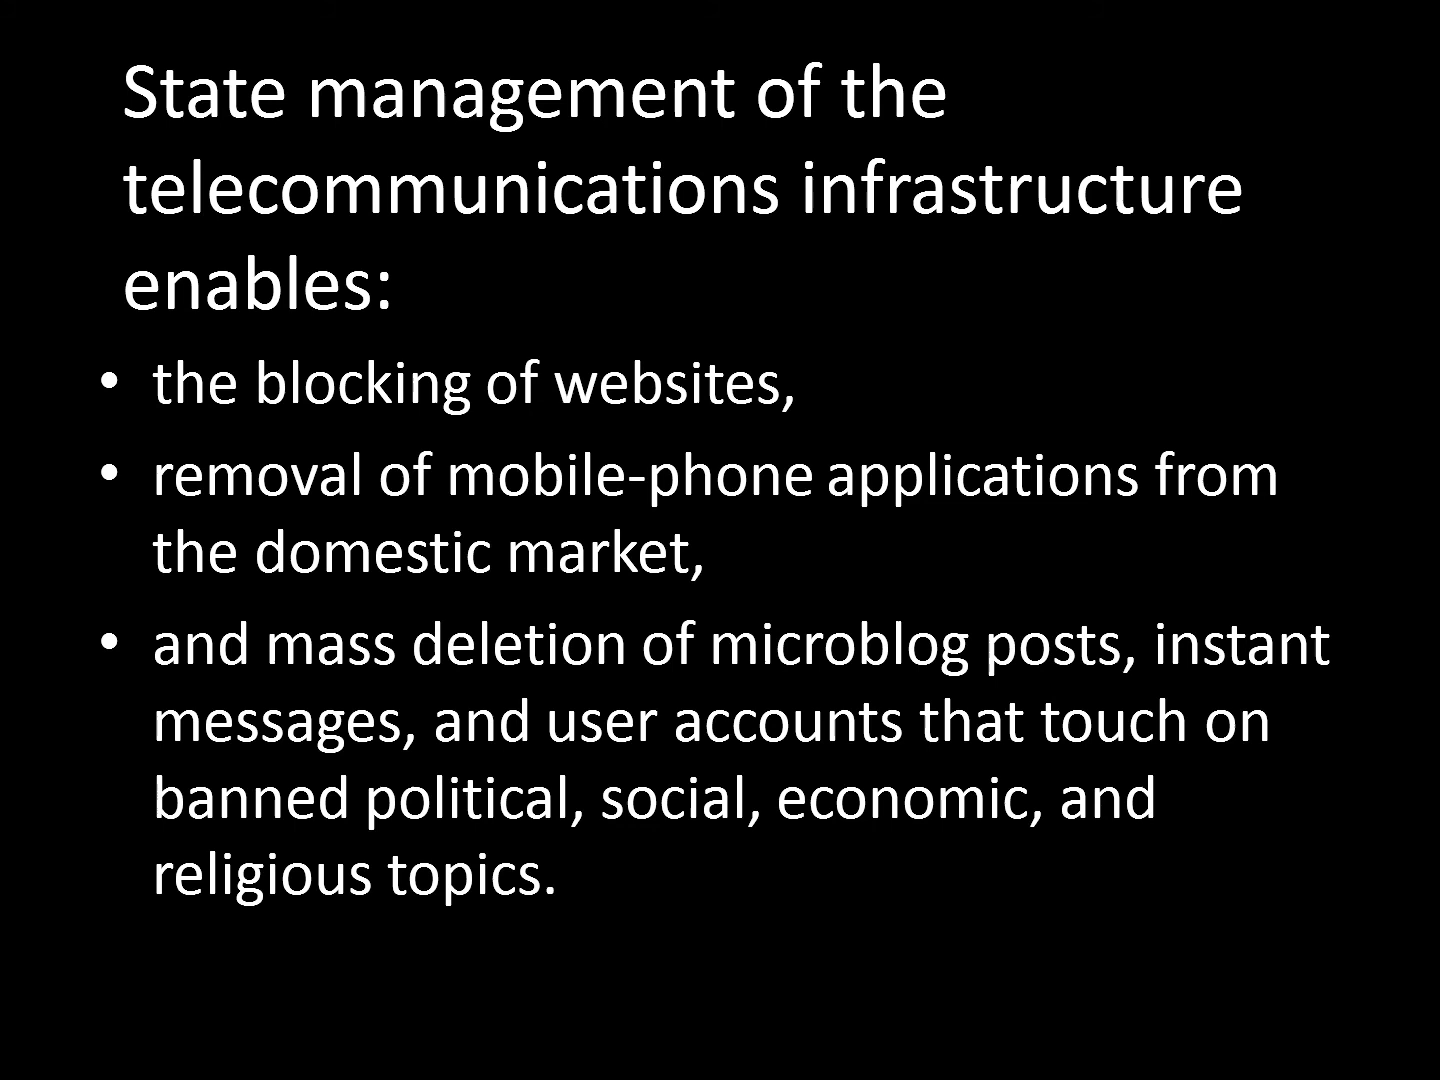 State management of the
telecommunications infrastructure
enables:
• the blocking of websites,
• removal of mobile-phone applications from
the domestic market,
• and mass deletion of microblog posts, instant
messages, and user accounts that touch on
banned political, social, economic, and
religious topics.